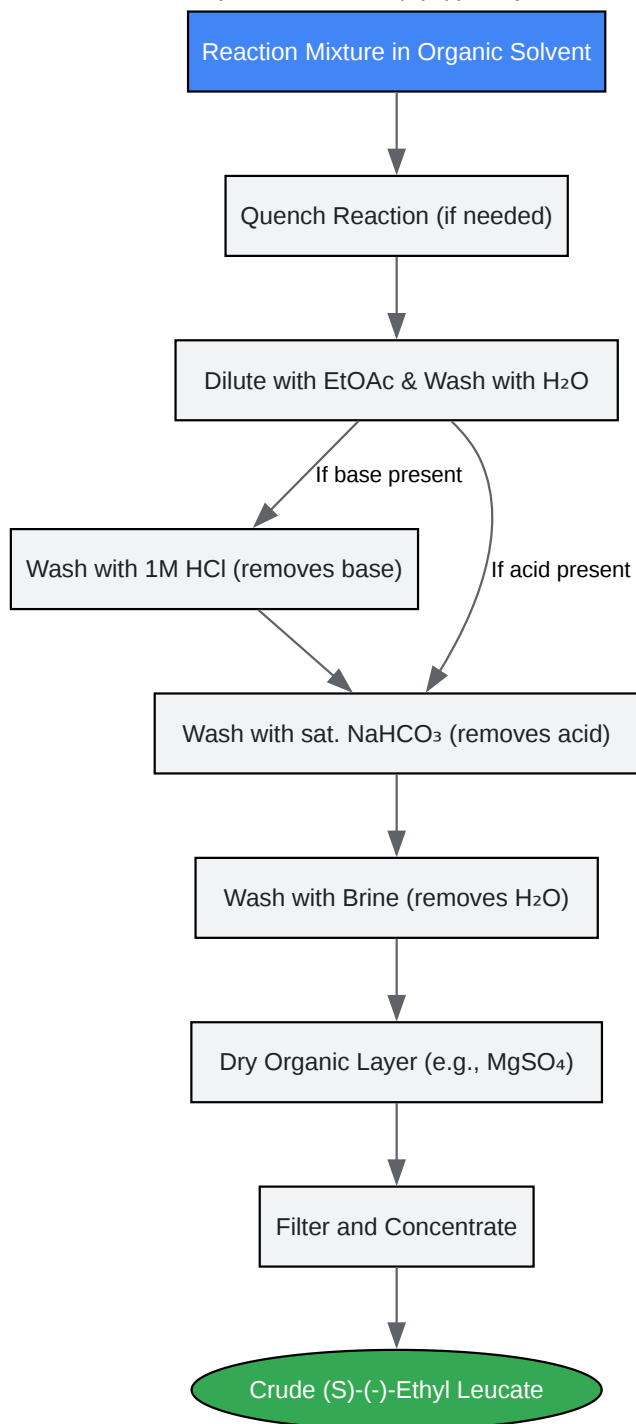 Reaction Mixture in Organic Solvent
Quench Reaction (if needed)
Dilute with EtOAc & Wash with H₂O
If base present
Wash with 1M HCl (removes base)
If acid present
Wash with sat. NaHCO₃ (removes acid)
Wash with Brine (removes H₂O)
Dry Organic Layer (e.g., MgSO₄)
Filter and Concentrate
Crude (S)-(-)-Ethyl Leucate